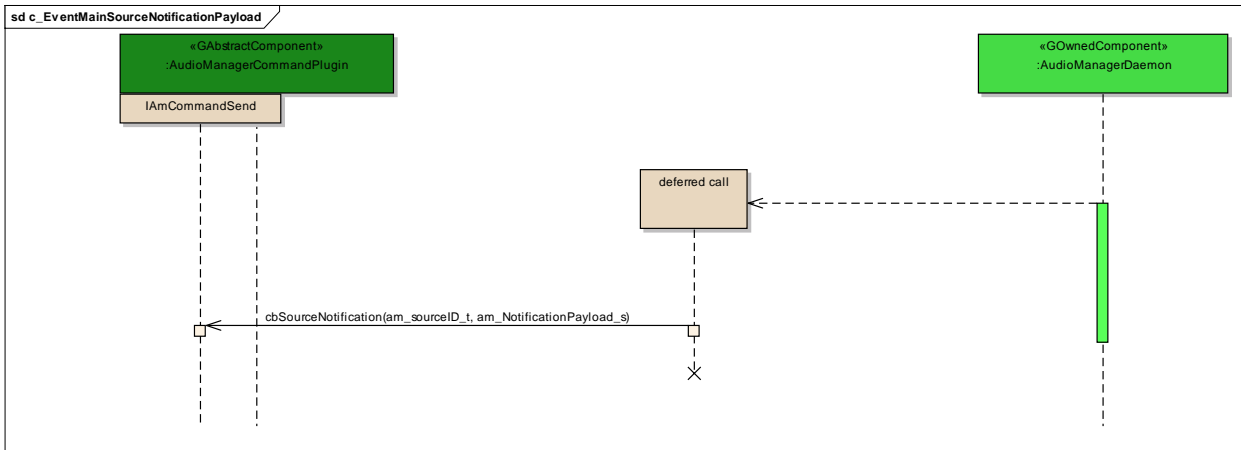 sd c_EventMainSourceNotificationPayload
«GAbstractComponent»
:AudioManagerCommandPlugin
«GOwnedComponent»
:AudioManagerDaemon
IAmCommandSend
deferred call
cbSourceNotification(am_sourceID_t, am_NotificationPayload_s)